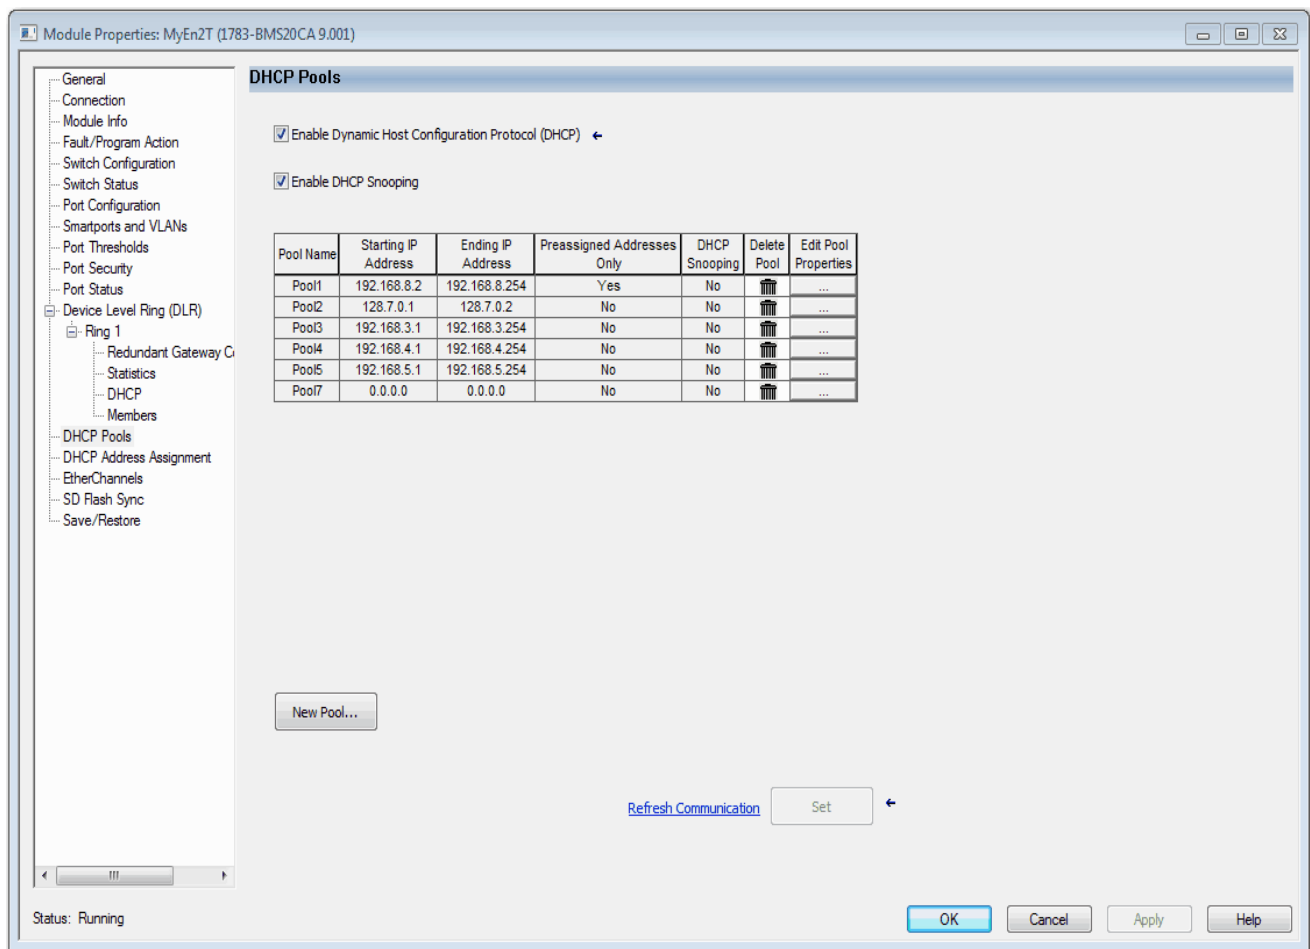 Module Properties: MyEn2T (1783-BMS20CA 9.001)
General
Connection
Module Info
Fault/Program Action
Switch Configuration
Switch Status
Port Configuration
Smartports and VLANs
Port Thresholds
Port Security
Port Status
Device Level Ring (DLR)
Ring 1
Redundant Gateway C
Statistics
DHCP
Members
DHCP Pools
DHCP Address Assignment
EtherChannels
SD Flash Sync
Save/Restore
DHCP Pools
Enable Dynamic Host Configuration Protocol (DHCP) ←
Enable DHCP Snooping
Pool Name Starting IP Address Ending IP Address Preassigned Addresses Only DHCP Snooping Delete Pool Edit Pool Properties
Pool1 192.168.8.2 192.168.8.254 Yes No ...
Pool2 128.7.0.1 128.7.0.2 No No ...
Pool3 192.168.3.1 192.168.3.254 No No ...
Pool4 192.168.4.1 192.168.4.254 No No ...
Pool5 192.168.5.1 192.168.5.254 No No ...
Pool7 0.0.0.0 0.0.0.0 No No ...
New Pool...
Refresh Communication Set ←
Status: Running
OK Cancel Apply Help